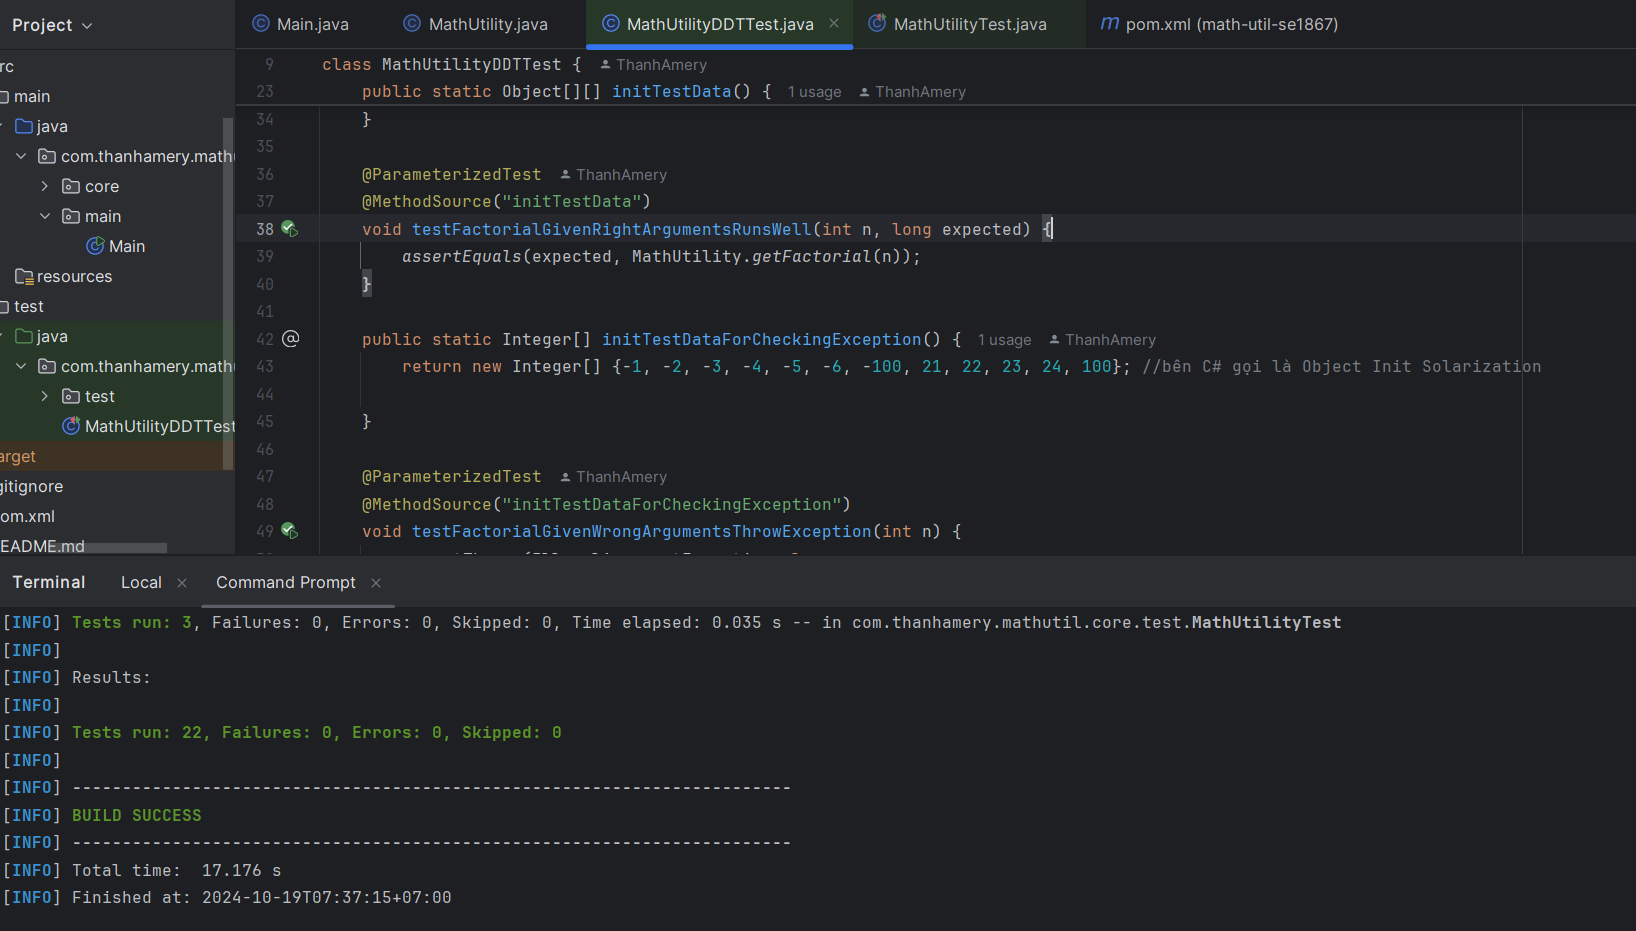 Project
Main.java
MathUtility.java
MathUtilityDDTTest.java
MathUtilityTest.java
pom.xml (math-util-se1867)
rc
main
java
com.thanhamery.math
core
main
Main
resources
test
java
com.thanhamery.math
test
MathUtilityDDTTest
arget
gitignore
om.xml
EADME.md
9 class MathUtilityDDTTest { ThanhAmery
23 public static Object[][] initTestData() { 1 usage ThanhAmery
34 }
35
36 @ParameterizedTest ThanhAmery
37 @MethodSource("initTestData")
38 void testFactorialGivenRightArgumentsRunsWell(int n, long expected) {
39 assertEquals(expected, MathUtility.getFactorial(n));
40 }
41
42 public static Integer[] initTestDataForCheckingException() { 1 usage ThanhAmery
43 return new Integer[] {-1, -2, -3, -4, -5, -6, -100, 21, 22, 23, 24, 100}; //bên C# gọi là Object Init Solarization
44
45 }
46
47 @ParameterizedTest ThanhAmery
48 @MethodSource("initTestDataForCheckingException")
49 void testFactorialGivenWrongArgumentsThrowException(int n) {
Terminal Local Command Prompt
[INFO] Tests run: 3, Failures: 0, Errors: 0, Skipped: 0, Time elapsed: 0.035 s -- in com.thanhamery.mathutil.core.test.MathUtilityTest
[INFO]
[INFO] Results:
[INFO]
[INFO] Tests run: 22, Failures: 0, Errors: 0, Skipped: 0
[INFO]
[INFO] ------------------------------------------------------------------------
[INFO] BUILD SUCCESS
[INFO] ------------------------------------------------------------------------
[INFO] Total time:  17.176 s
[INFO] Finished at: 2024-10-19T07:37:15+07:00